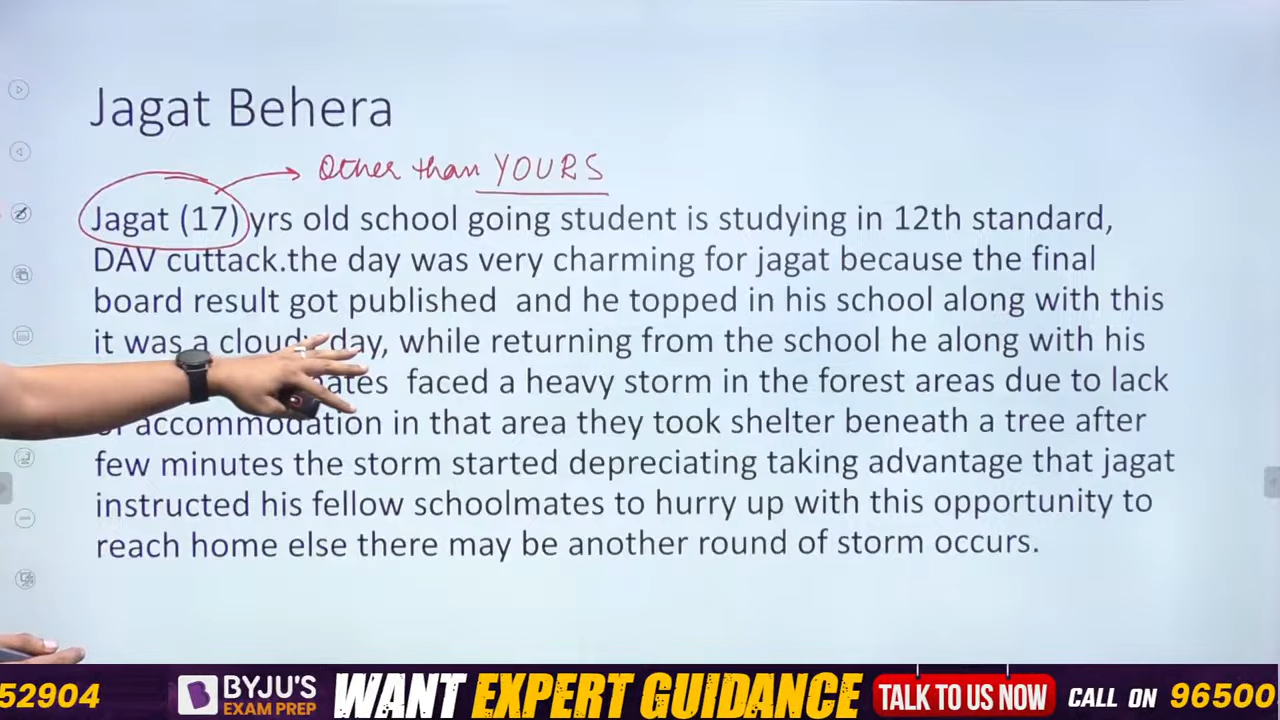 Jagat Behera
Other than YOURS
Jagat (17) yrs old school going student is studying in 12th standard,
DAV cuttack.the day was very charming for jagat because the final
board result got published and he topped in his school along with this
it was a cloudy day, while returning from the school he along with his
faced a heavy storm in the forest areas due to lack
accommodation in that area they took shelter beneath a tree after
few minutes the storm started depreciating taking advantage that jagat
instructed his fellow schoolmates to hurry up with this opportunity to
reach home else there may be another round of storm occurs.
52904 BYJU'S EXAM PREP WANT EXPERT GUIDANCE TALK TO US NOW CALL ON 96500